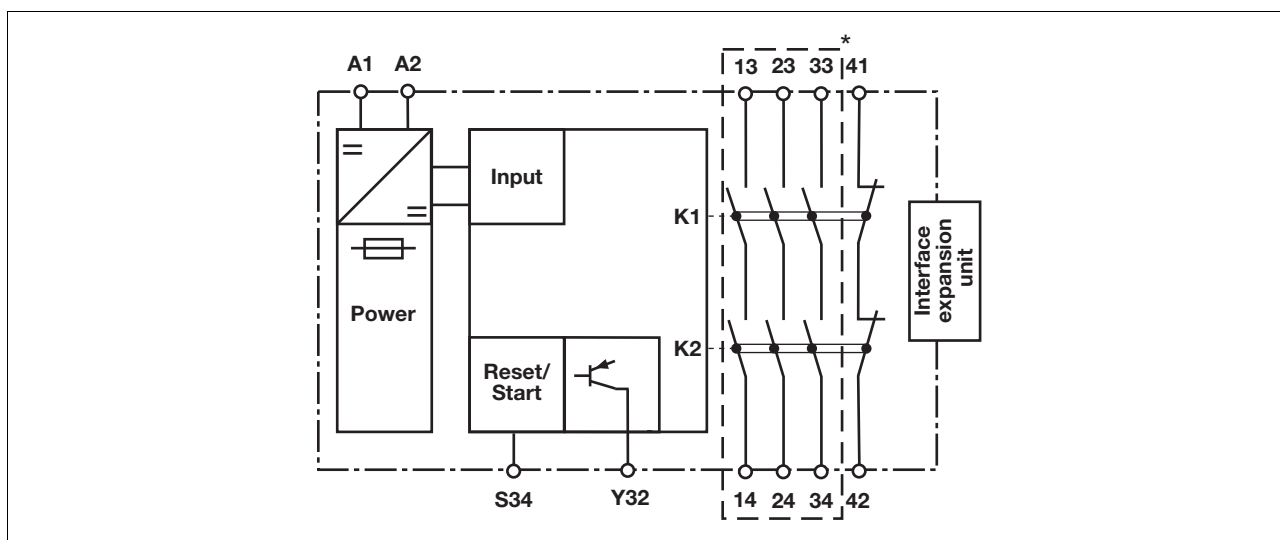 *
A1 A2 13 23 33 41
Input
K1
Interface
expansion
unit
Power
K2
Reset/
Start
S34 Y32 14 24 34 42